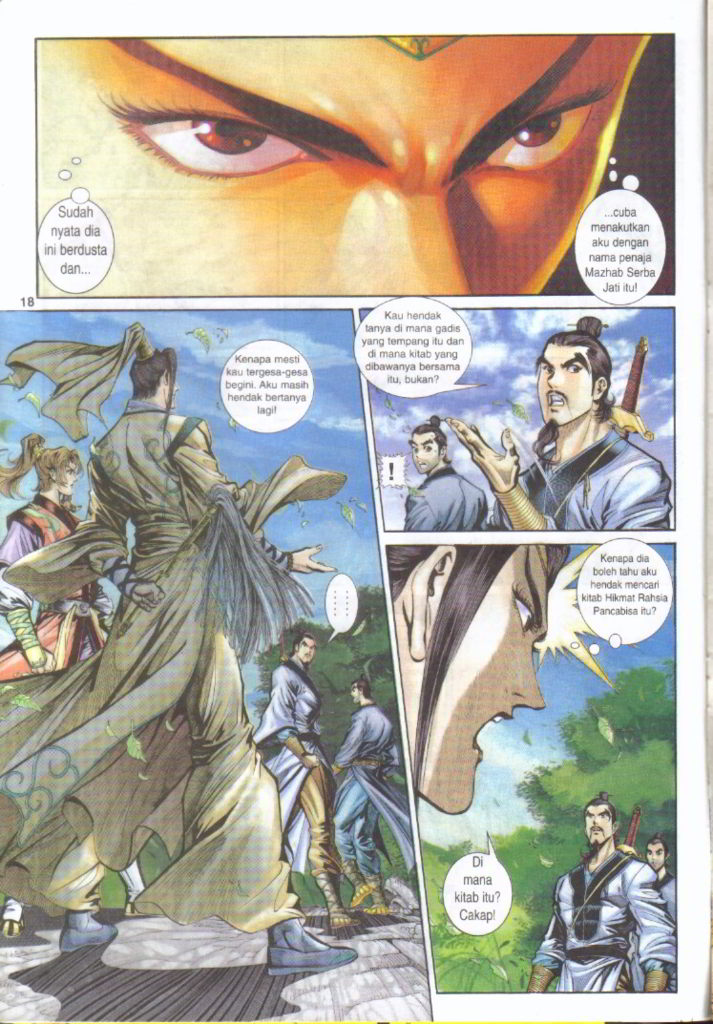 Sudah
nyata dia
ini berdusta
dan...
...cuba
menakutkan
aku dengan
nama penaja
Mazhab Serba
Jati itu!
18
Kenapa mesti
kau tergesa-gesa
begini. Aku masih
hendak bertanya
lagi!
......
Kau hendak
tanya di mana gadis
yang tempang itu dan
di mana kitab yang
dibawanya bersama
itu, bukan?
!
Kenapa dia
boleh tahu aku
hendak mencari
kitab Hikmat Rahsia
Pancabisa itu?
Di
mana
kitab itu?
Cakap!